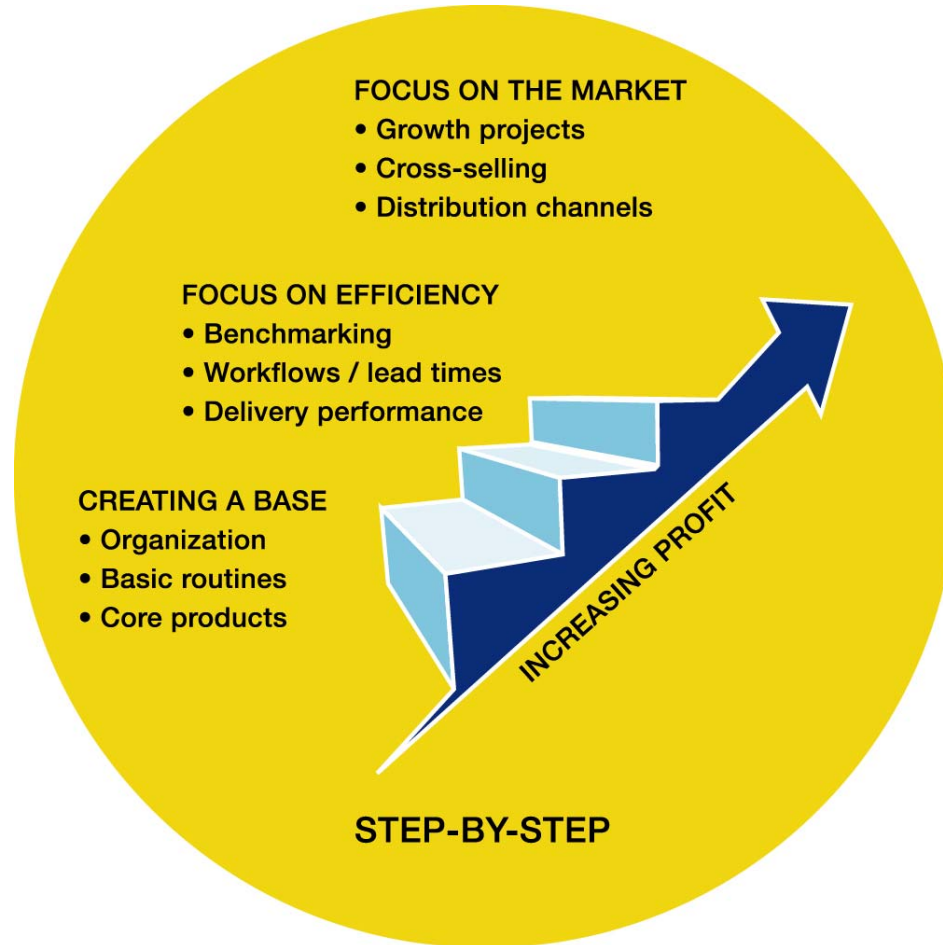 FOCUS ON THE MARKET
• Growth projects
• Cross-selling
• Distribution channels
FOCUS ON EFFICIENCY
• Benchmarking
• Workflows / lead times
• Delivery performance
CREATING A BASE
• Organization
• Basic routines
• Core products
INCREASING PROFIT
STEP-BY-STEP